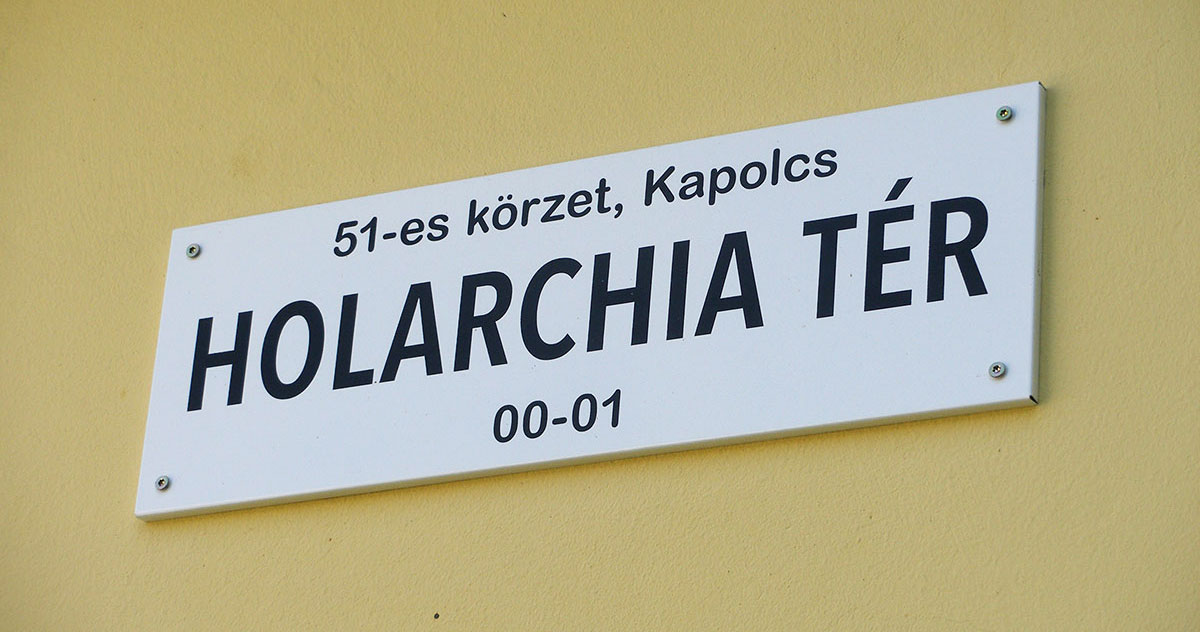 51-es körzet, Kapolcs
HOLARCHIA TÉR
00-01